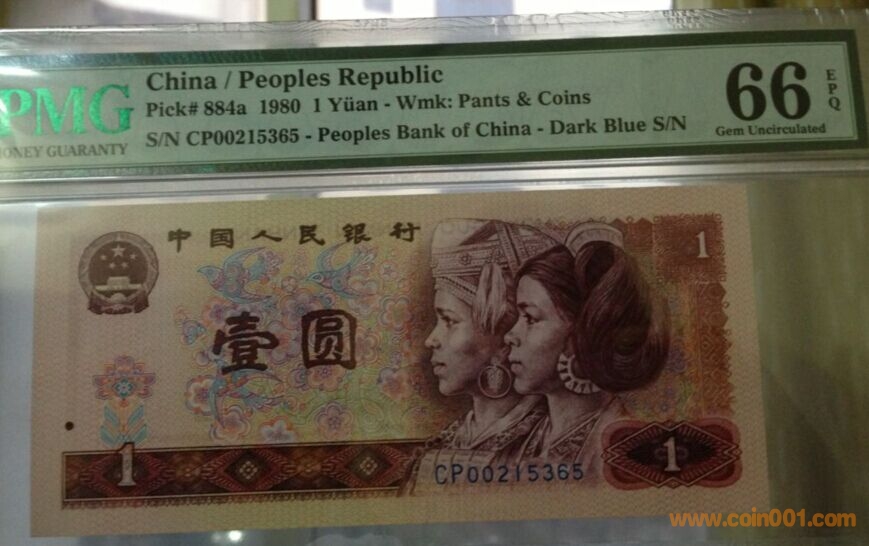 PMG
MONEY GUARANTY
China / Peoples Republic
Pick# 884a 1980 1 Yüan - Wmk: Pants & Coins
S/N CP00215365 - Peoples Bank of China - Dark Blue S/N
66
EPQ
Gem Uncirculated
中国人民银行
1
壹圆
1
CP00215365
1
www.coin001.com